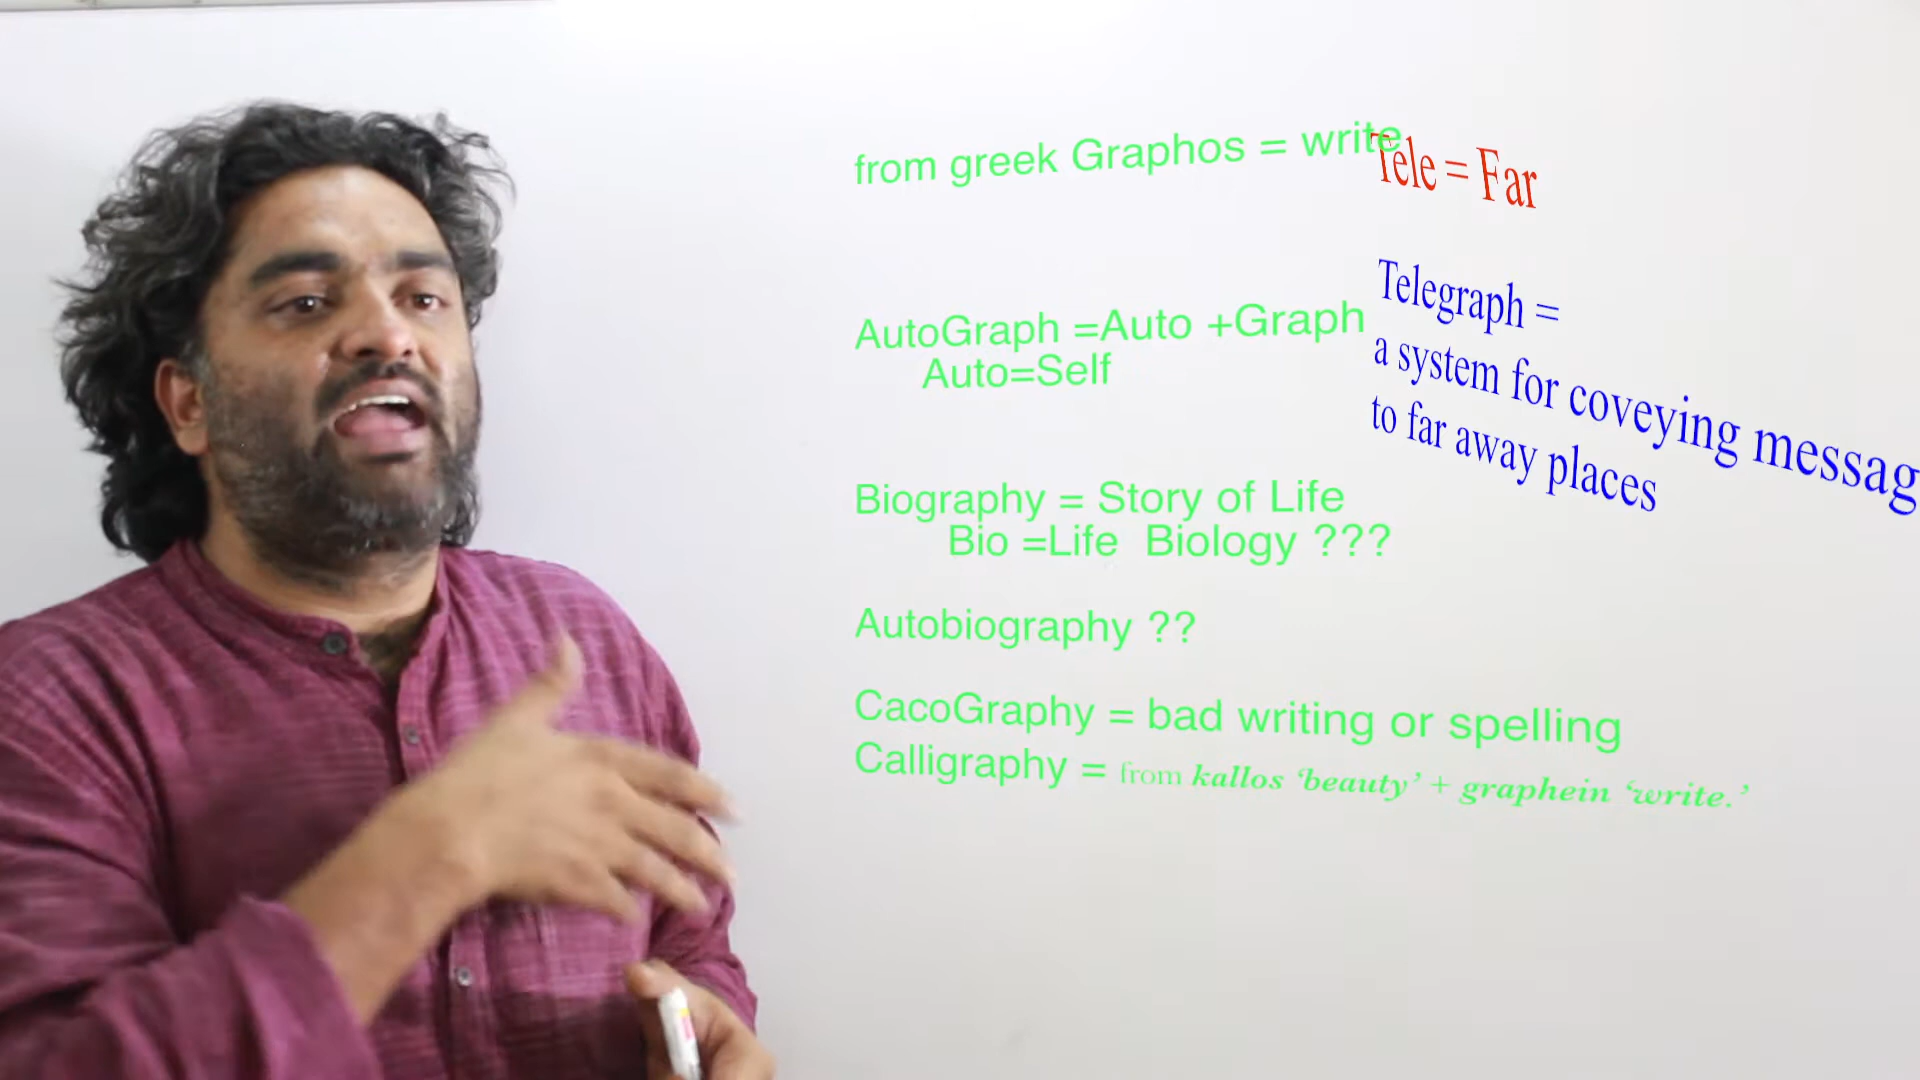 from greek Graphos = write
Tele = Far
AutoGraph =Auto +Graph
Auto=Self
Telegraph =
a system for coveying messag
to far away places
Biography = Story of Life
Bio =Life Biology ???
Autobiography ??
CacoGraphy = bad writing or spelling
Calligraphy = from kallos ‘beauty’ + graphein ‘write.’